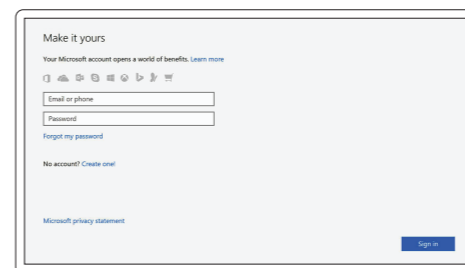 Make it yours
Your Microsoft account opens a world of benefits. Learn more
Email or phone
Password
Forgot my password
No account? Create one!
Microsoft privacy statement
Sign in